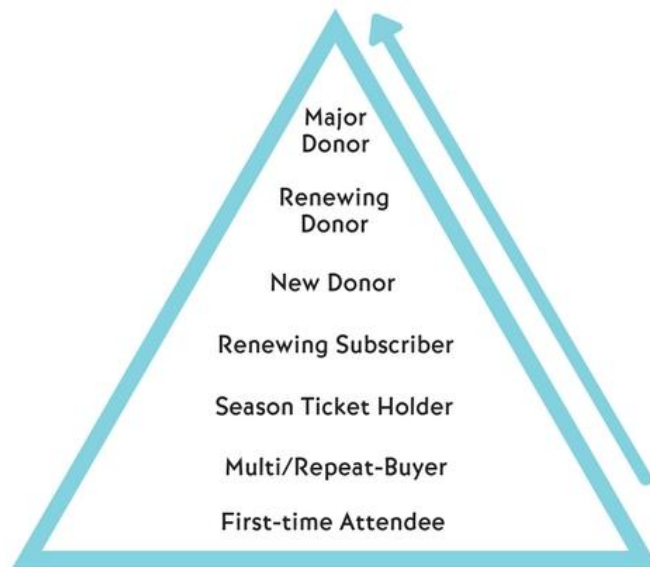 Major
Donor
Renewing
Donor
New Donor
Renewing Subscriber
Season Ticket Holder
Multi/Repeat-Buyer
First-time Attendee